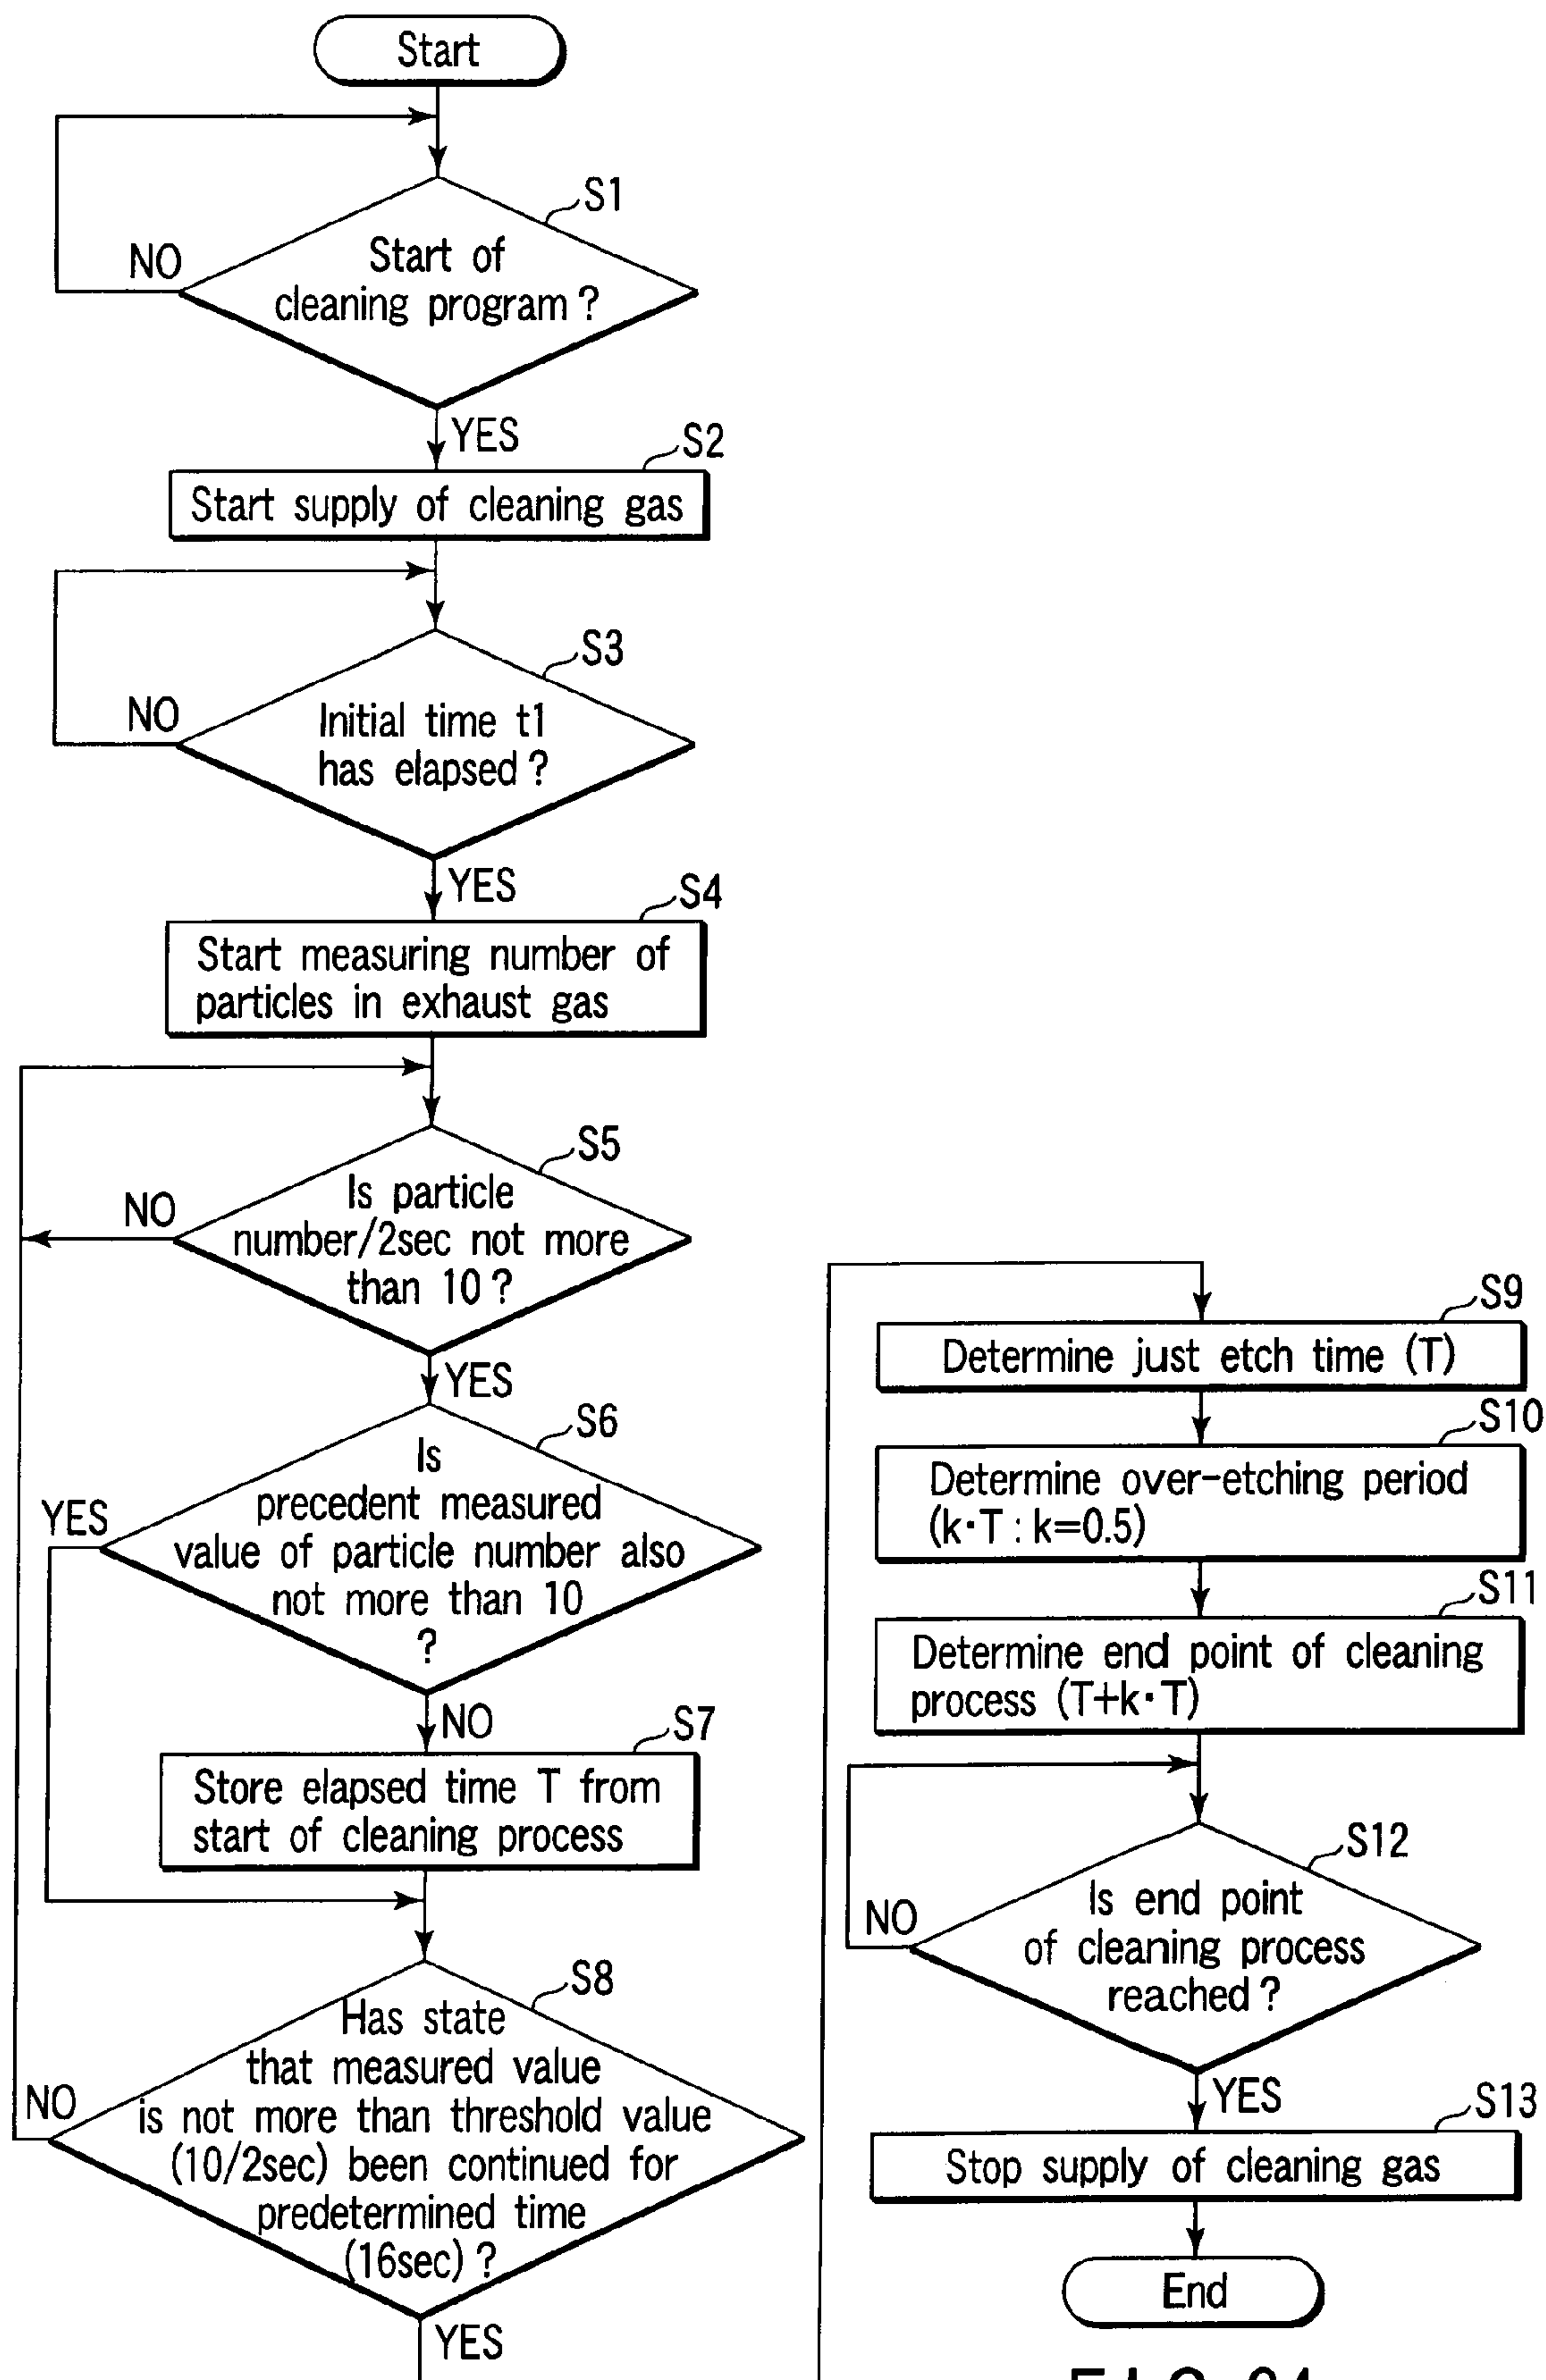 Start
S1
Start of
cleaning program ?
NO
YES
S2
Start supply of cleaning gas
S3
Initial time t1
has elapsed ?
NO
YES
S4
Start measuring number of
particles in exhaust gas
S5
Is particle
number/2sec not more
than 10 ?
NO
YES
S6
Is
precedent measured
value of particle number also
not more than 10
?
YES
NO
S7
Store elapsed time T from
start of cleaning process
S8
Has state
that measured value
is not more than threshold value
(10/2sec) been continued for
predetermined time
(16sec) ?
NO
YES
S9
Determine just etch time (T)
S10
Determine over-etching period
(k·T : k=0.5)
S11
Determine end point of cleaning
process (T+k·T)
S12
Is end point
of cleaning process
reached ?
NO
YES
S13
Stop supply of cleaning gas
End